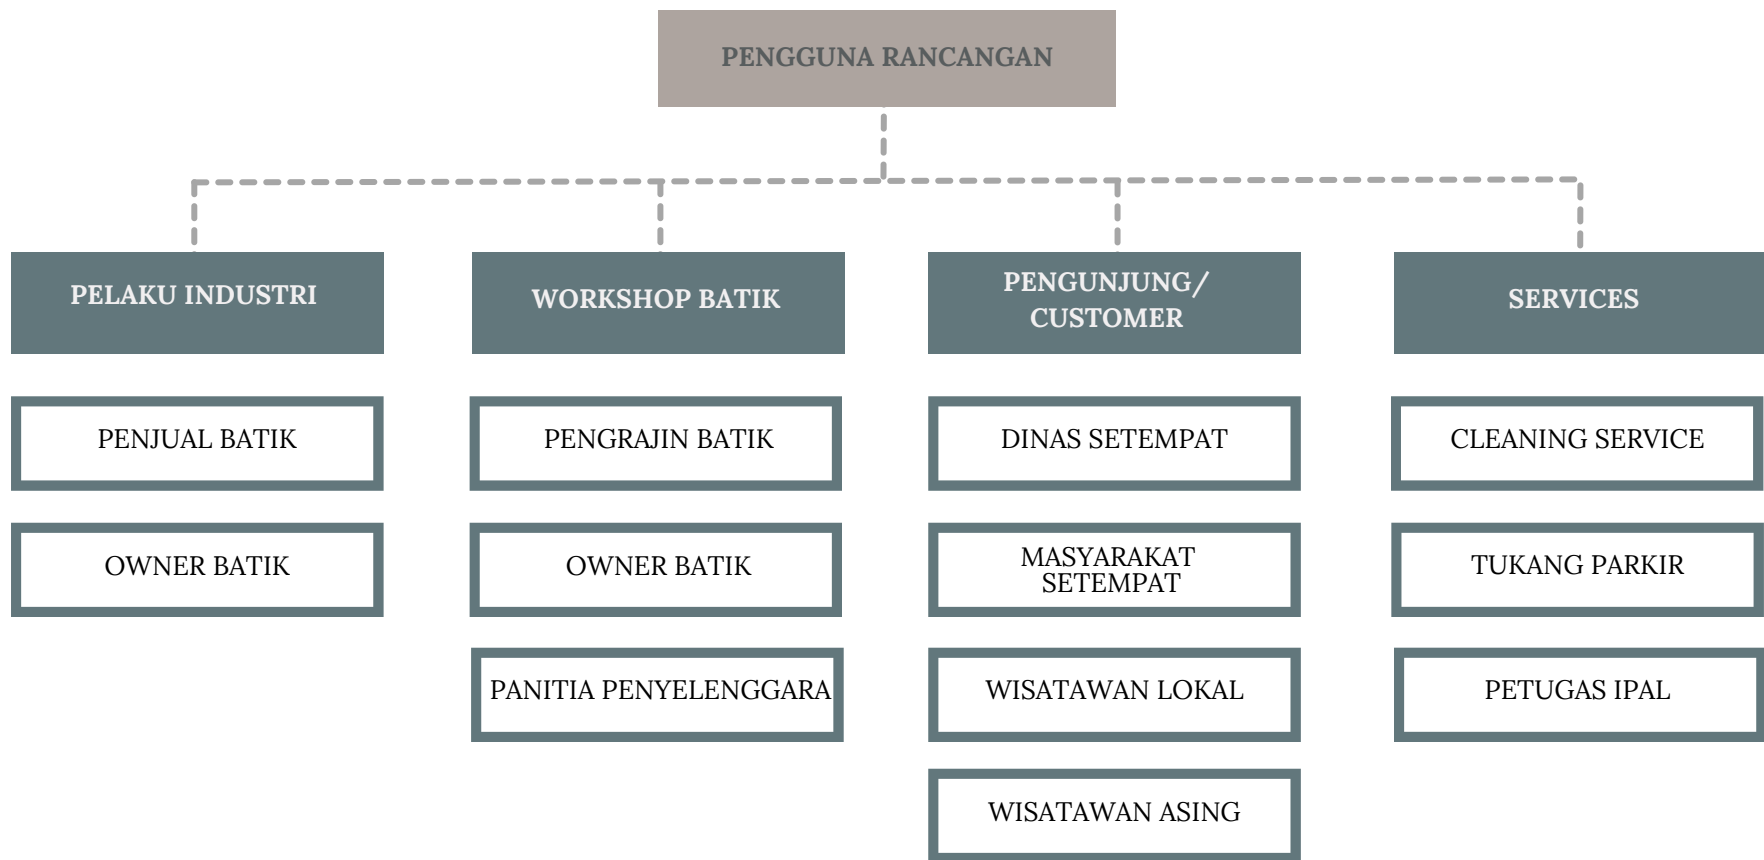 PENGGUNA RANCANGAN
PELAKU INDUSTRI
PENJUAL BATIK
OWNER BATIK
WORKSHOP BATIK
PENGRAJIN BATIK
OWNER BATIK
PANITIA PENYELENGGARA
PENGUNJUNG/
CUSTOMER
DINAS SETEMPAT
MASYARAKAT
SETEMPAT
WISATAWAN LOKAL
WISATAWAN ASING
SERVICES
CLEANING SERVICE
TUKANG PARKIR
PETUGAS IPAL